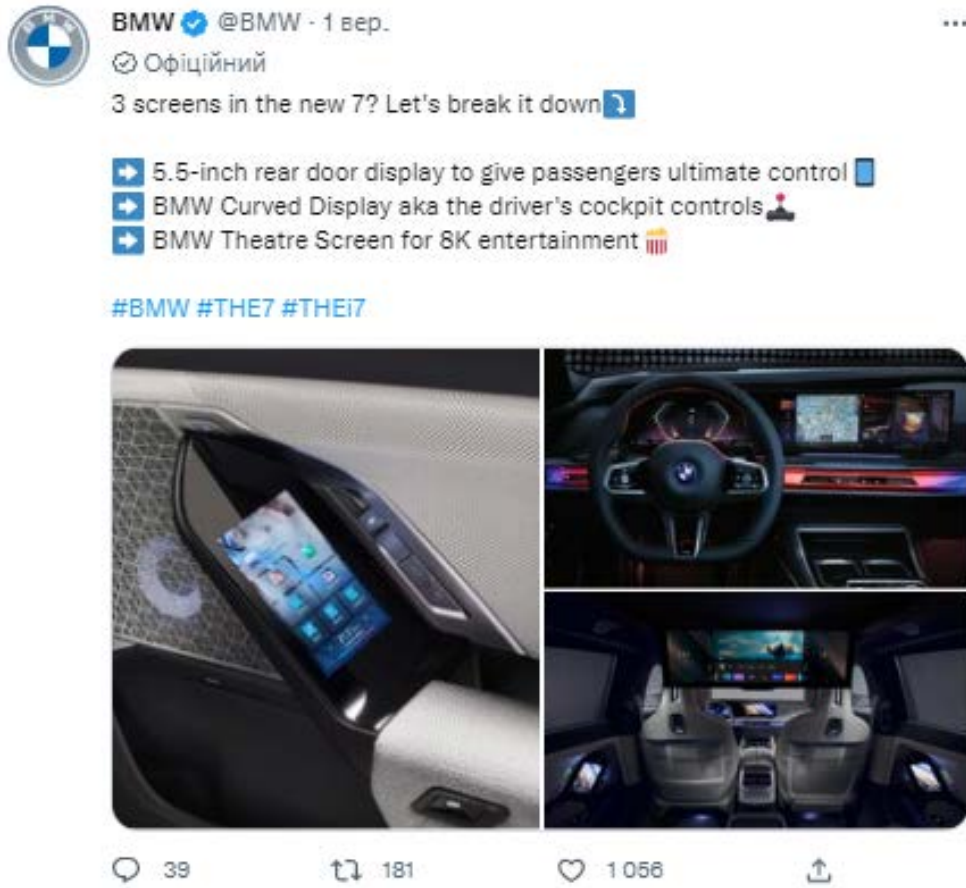 BMW @BMW · 1 вер.
Офіційний
3 screens in the new 7? Let's break it down⤵️
➡️ 5.5-inch rear door display to give passengers ultimate control📱
➡️ BMW Curved Display aka the driver's cockpit controls🕹️
➡️ BMW Theatre Screen for 8K entertainment🍿
#BMW #THE7 #THEi7
39 181 1 056